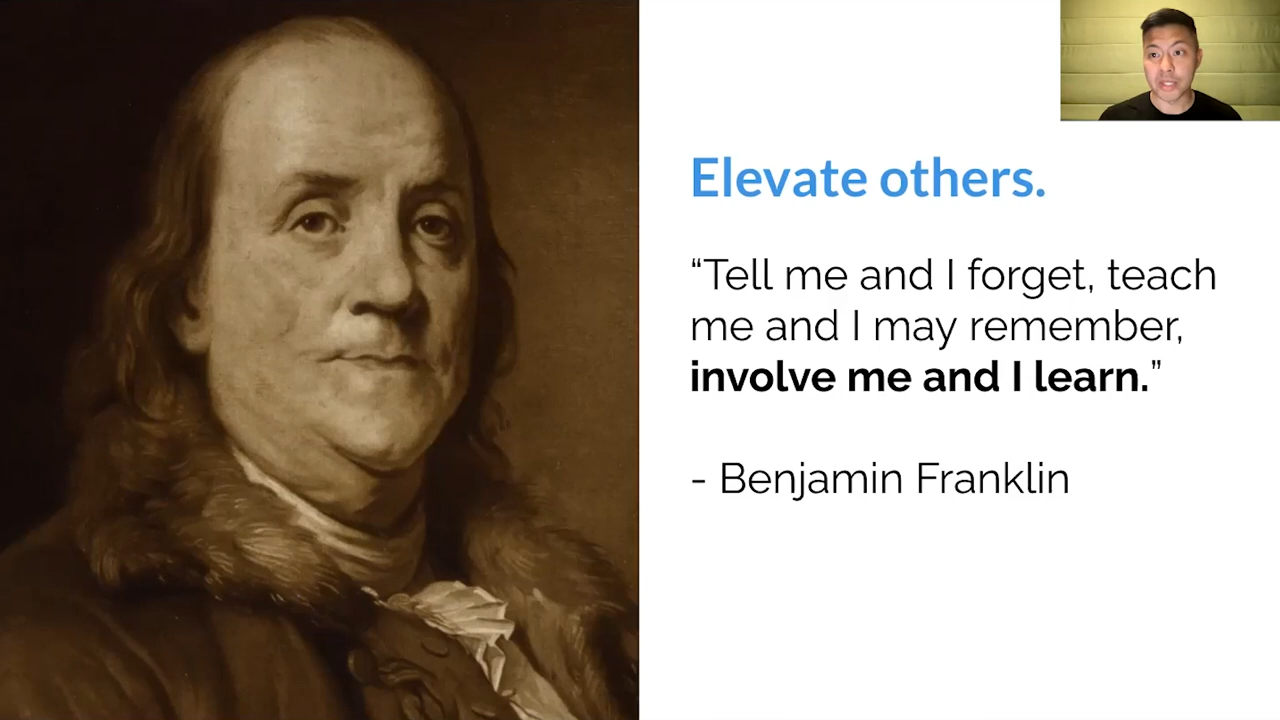 Elevate others.
“Tell me and I forget, teach
me and I may remember,
involve me and I learn.”
- Benjamin Franklin